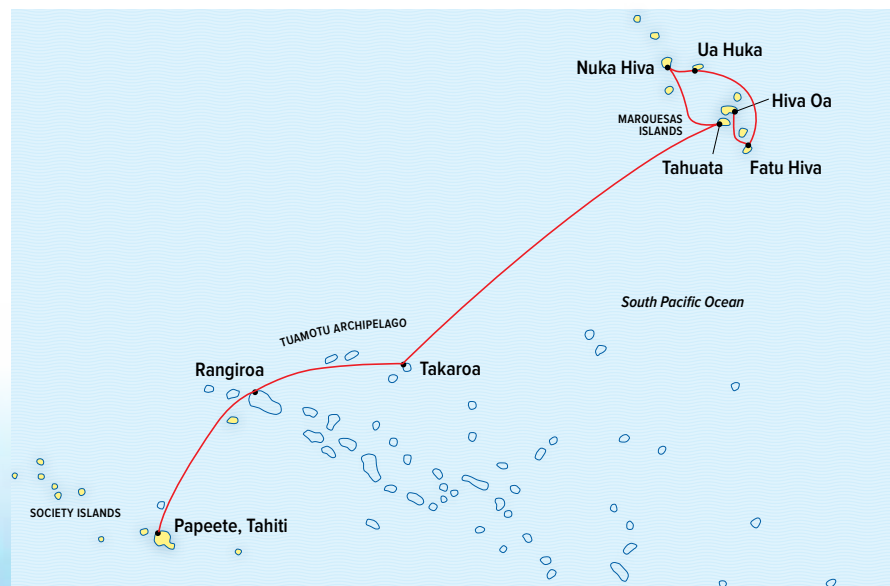 Ua Huka
Nuka Hiva
Hiva Oa
MARQUESAS
ISLANDS
Tahuata
Fatu Hiva
South Pacific Ocean
TUAMOTU ARCHIPELAGO
Rangiroa
Takaroa
SOCIETY ISLANDS
Papeete, Tahiti